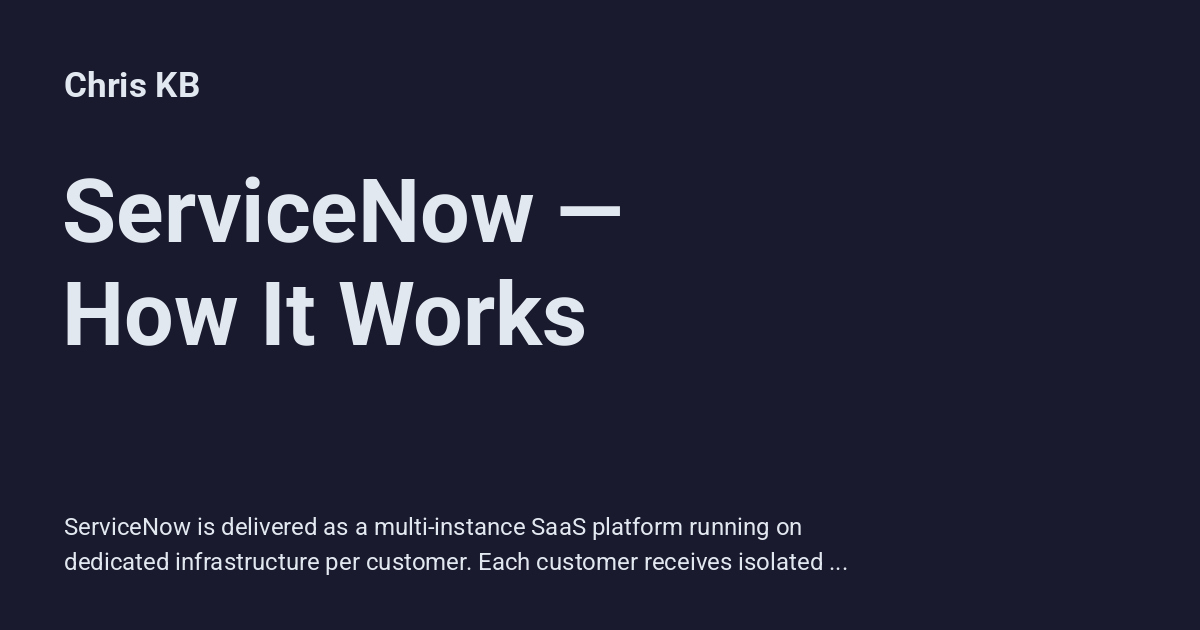 Chris KB
ServiceNow —
How It Works
ServiceNow is delivered as a multi-instance SaaS platform running on
dedicated infrastructure per customer. Each customer receives isolated ...